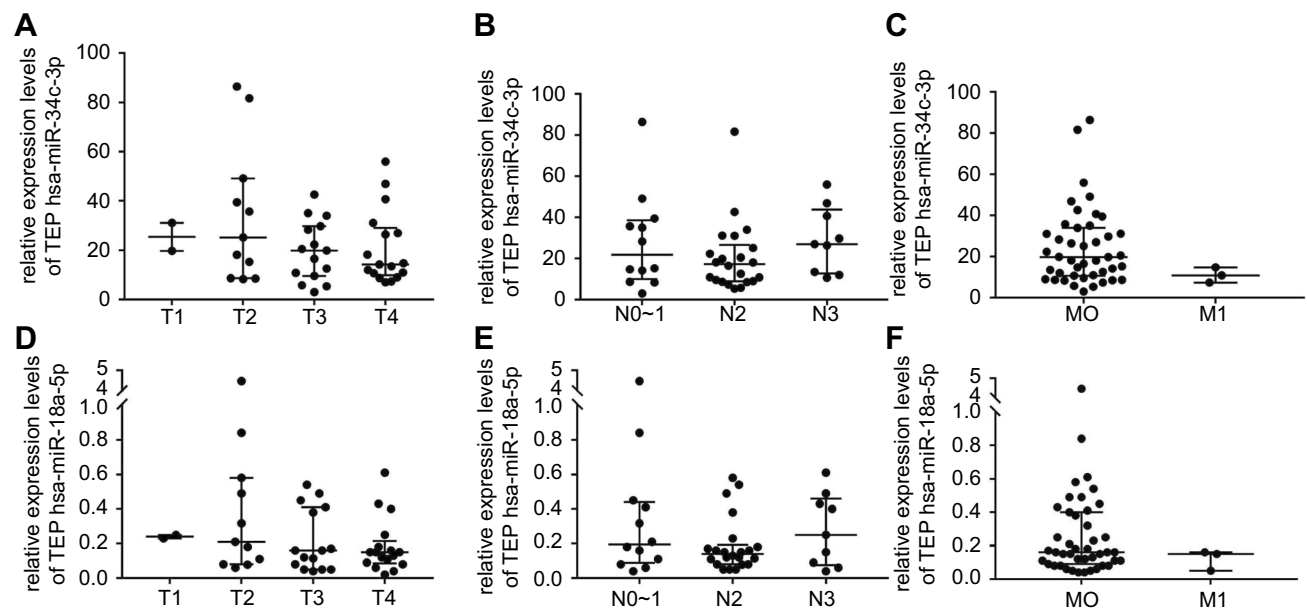 A
relative expression levels
of TEP hsa-miR-34c-3p
100
80
60
40
20
0
T1 T2 T3 T4
B
relative expression levels
of TEP hsa-miR-34c-3p
100
80
60
40
20
0
N0~1 N2 N3
C
relative expression levels
of TEP hsa-miR-34c-3p
100
80
60
40
20
0
MO M1
D
relative expression levels
of TEP hsa-miR-18a-5p
5
4
1.0
0.8
0.6
0.4
0.2
0.0
T1 T2 T3 T4
E
relative expression levels
of TEP hsa-miR-18a-5p
5
4
1.0
0.8
0.6
0.4
0.2
0.0
N0~1 N2 N3
F
relative expression levels
of TEP hsa-miR-18a-5p
5
4
1.0
0.8
0.6
0.4
0.2
0.0
MO M1